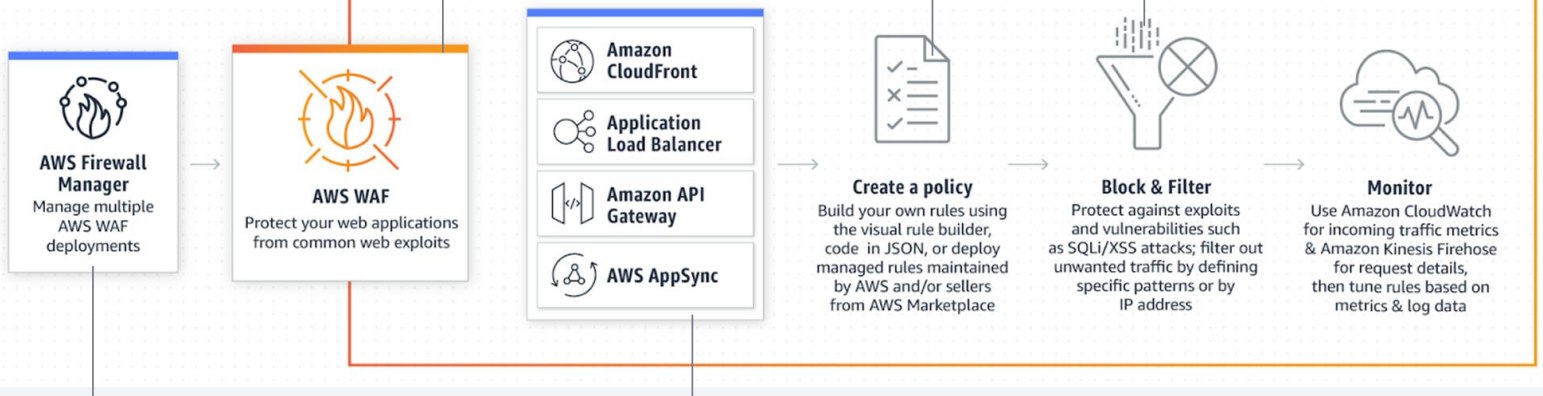 AWS Firewall
Manager
Manage multiple
AWS WAF
deployments
AWS WAF
Protect your web applications
from common web exploits
Amazon
CloudFront
Application
Load Balancer
Amazon API
Gateway
</>
AWS AppSync
Create a policy
Build your own rules using
the visual rule builder,
code in JSON, or deploy
managed rules maintained
by AWS and/or sellers
from AWS Marketplace
Block & Filter
Protect against exploits
and vulnerabilities such
as SQLi/XSS attacks; filter out
unwanted traffic by defining
specific patterns or by
IP address
Monitor
Use Amazon CloudWatch
for incoming traffic metrics
& Amazon Kinesis Firehose
for request details,
then tune rules based on
metrics & log data